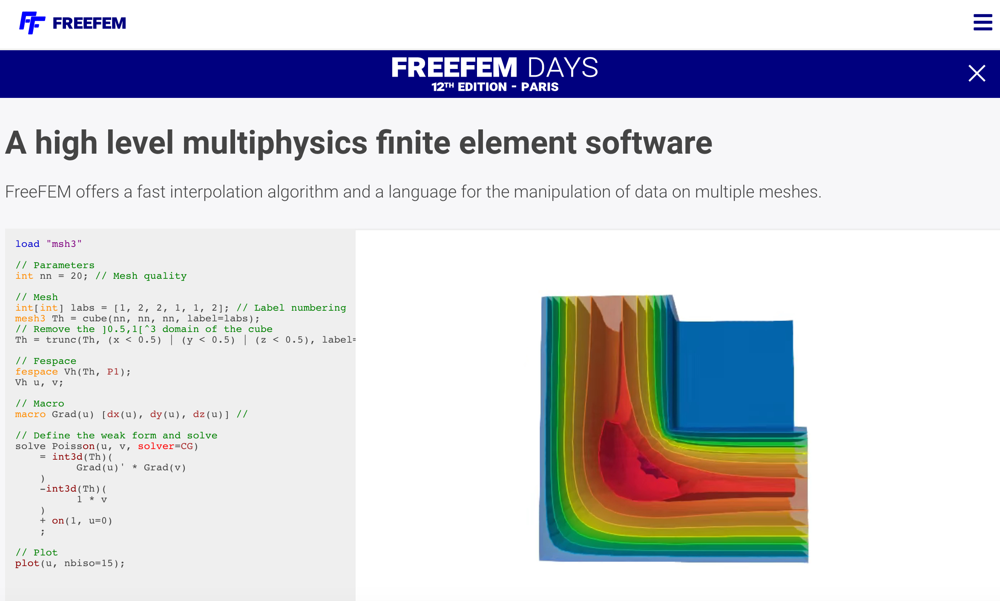 FREEFEM
FREEFEM DAYS
12TH EDITION - PARIS
A high level multiphysics finite element software
FreeFEM offers a fast interpolation algorithm and a language for the manipulation of data on multiple meshes.
load "msh3"
// Parameters
int nn = 20; // Mesh quality
// Mesh
int[int] labs = [1, 2, 2, 1, 1, 2]; // Label numbering
mesh3 Th = cube(nn, nn, nn, label=labs);
// Remove the ]0.5,1[^3 domain of the cube
Th = trunc(Th, (x < 0.5) | (y < 0.5) | (z < 0.5), label=
// Fespace
fespace Vh(Th, P1);
Vh u, v;
// Macro
macro Grad(u) [dx(u), dy(u), dz(u)] //
// Define the weak form and solve
solve Poisson(u, v, solver=CG)
= int3d(Th)(
Grad(u)' * Grad(v)
)
-int3d(Th)(
1 * v
)
+ on(1, u=0)
;
// Plot
plot(u, nbiso=15);